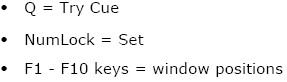 • Q = Try Cue
• NumLock = Set
• F1 - F10 keys = window positions